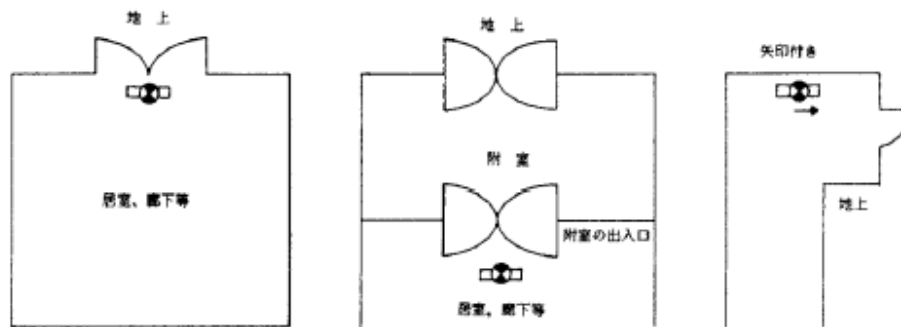 地上
居室、廊下等
地上
附室
附室の出入口
居室、廊下等
矢印付き
地上